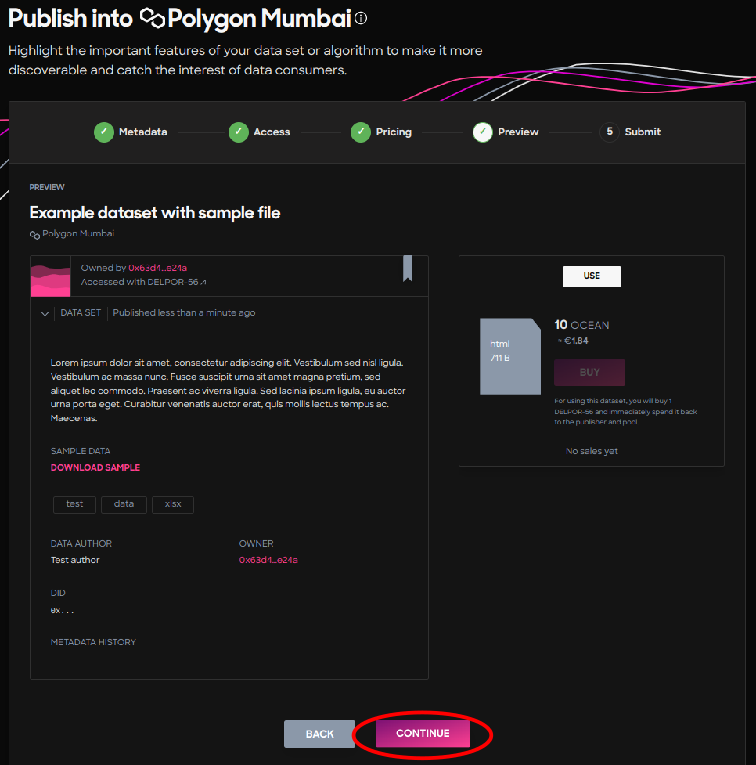 Publish into Polygon Mumbai
Highlight the important features of your data set or algorithm to make it more
discoverable and catch the interest of data consumers.
Metadata Access Pricing Preview 5 Submit
PREVIEW
Example dataset with sample file
Polygon Mumbai
Owned by 0x63d4…e24a
Accessed with DELPOR-56
DATA SET Published less than a minute ago
Lorem ipsum dolor sit amet, consectetur adipiscing elit. Vestibulum sed nisl ligula.
Vestibulum ac massa nunc. Fusce suscipit urna sit amet magna pretium, sed
aliquet leo commodo. Praesent ac viverra ligula. Sed lacinia ipsum ligula, eu auctor
urna porta eget. Curabitur venenatis auctor erat, quis mollis lectus tempus ac.
Maecenas.
SAMPLE DATA
DOWNLOAD SAMPLE
test data xlsx
DATA AUTHOR OWNER
Test author 0x63d4…e24a
DID
0x...
METADATA HISTORY
USE
html
711 B
10 OCEAN
≈ €1.84
BUY
For using this dataset, you will buy 1
DELPOR-56 and immediately spend it back
to the publisher and pool.
No sales yet
BACK CONTINUE